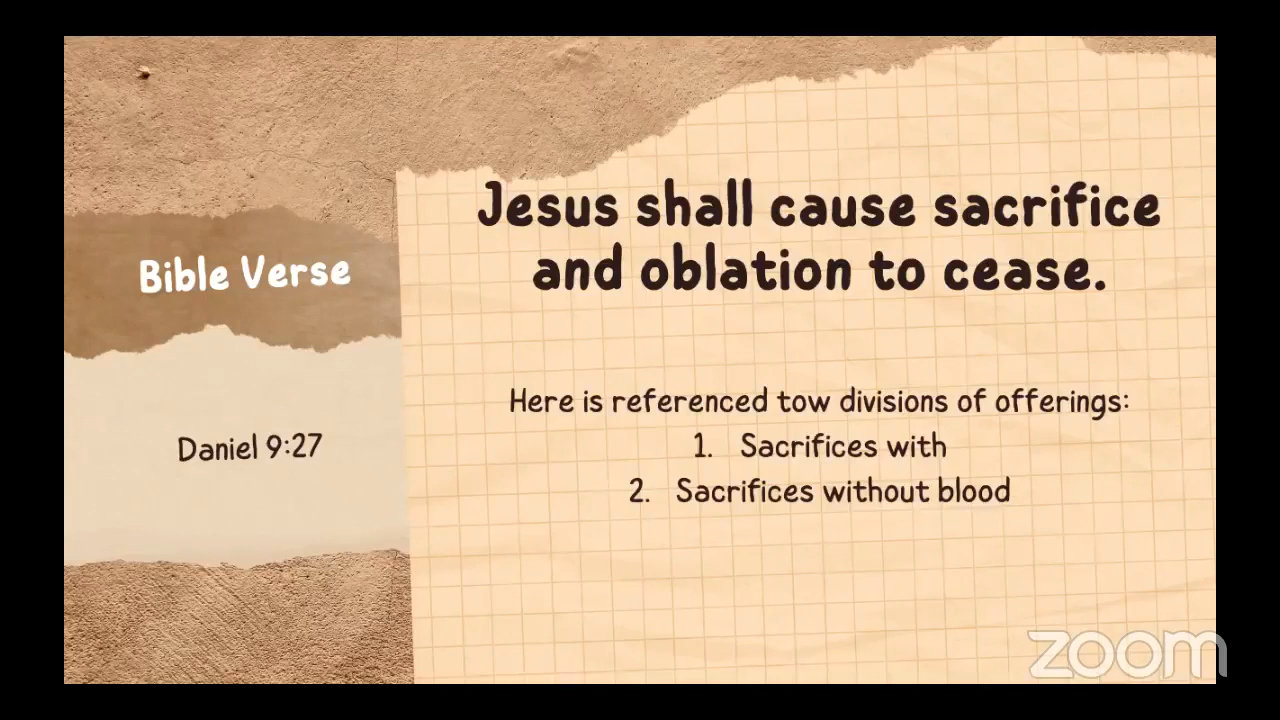 Bible Verse
Daniel 9:27
Jesus shall cause sacrifice
and oblation to cease.
Here is referenced tow divisions of offerings:
1. Sacrifices with
2. Sacrifices without blood
zoom